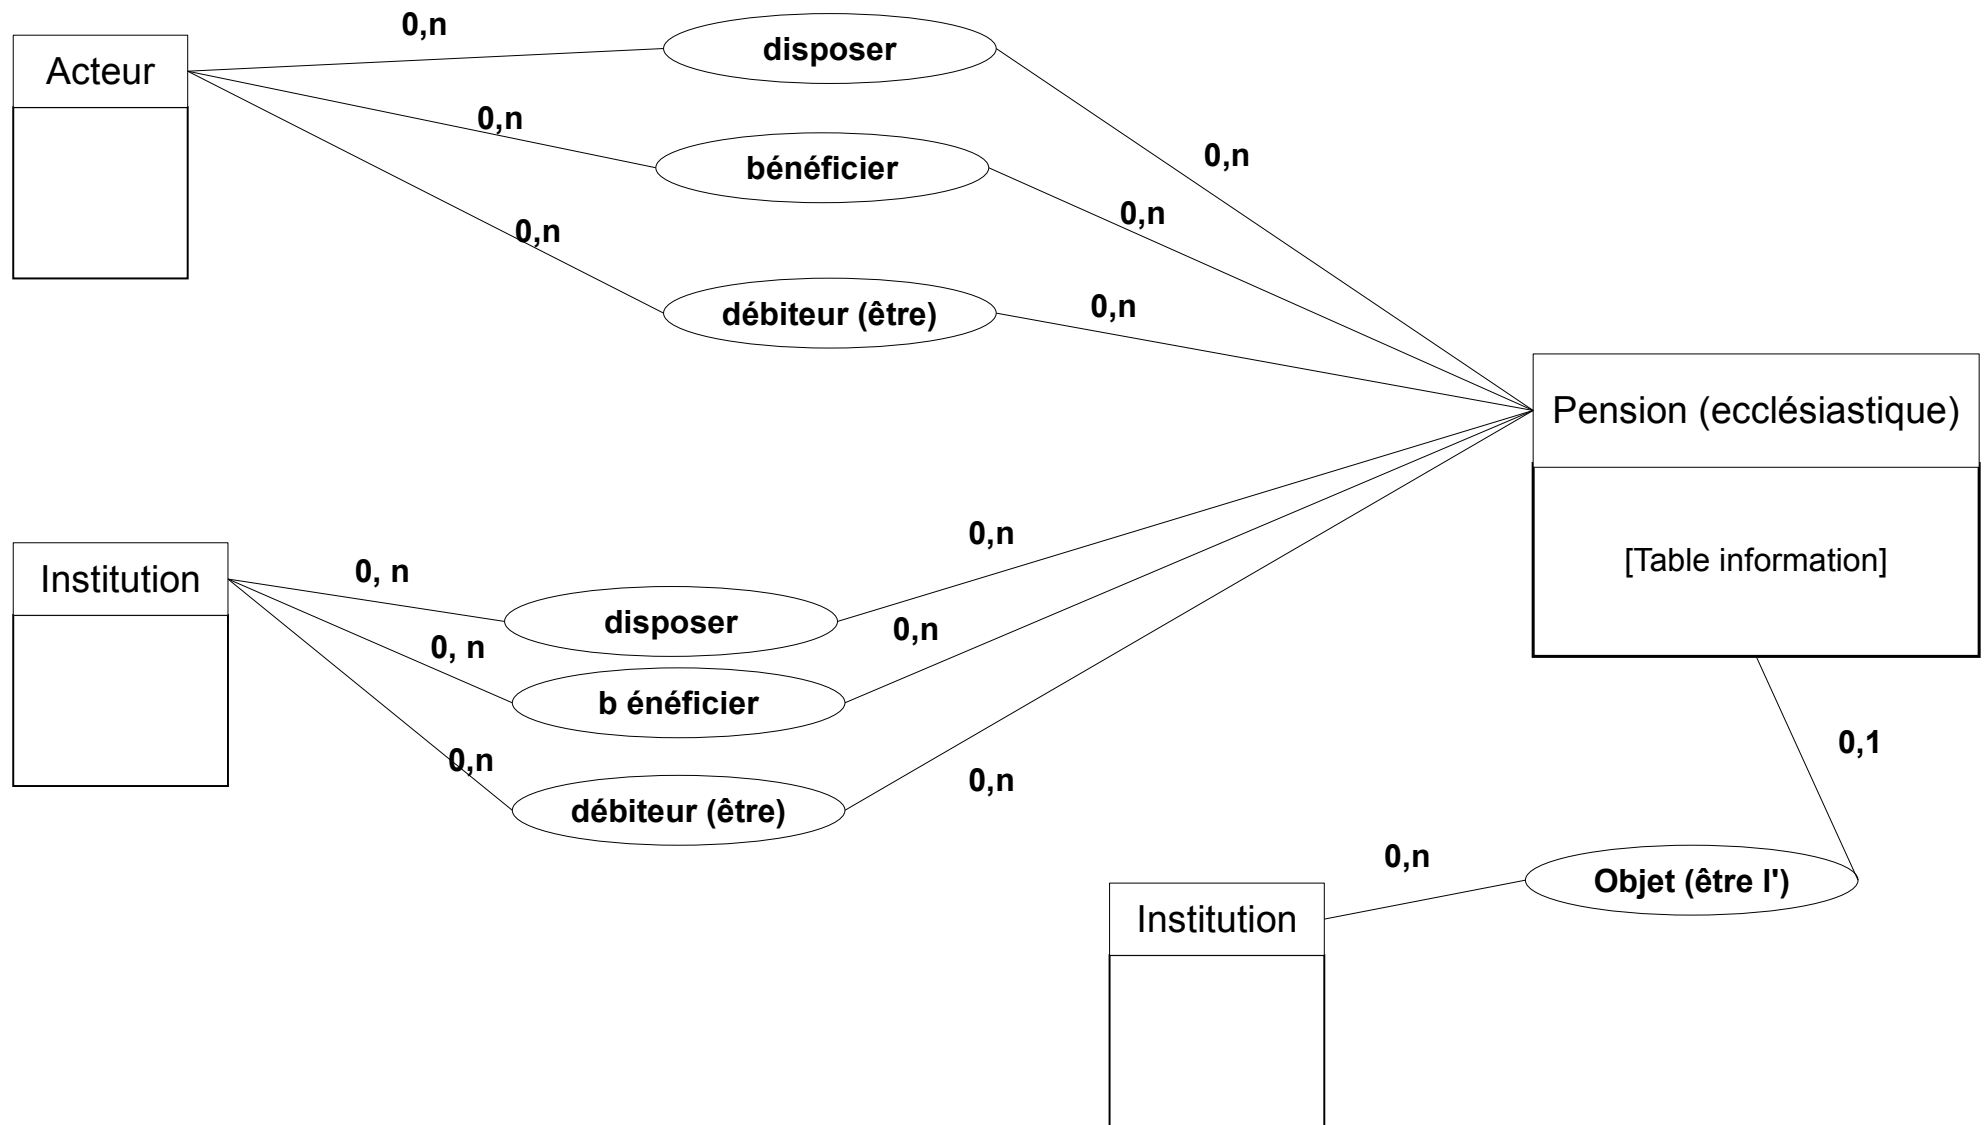 0,n
disposer
Acteur
0,n
bénéficier
0,n
0,n
0,n
0,n
débiteur (être)
0,n
Pension (ecclésiastique)
[Table information]
Institution
0, n
0,n
disposer
0, n
0,n
b énéficier
0,n
0,n
débiteur (être)
0,1
0,n
Objet (être l')
Institution